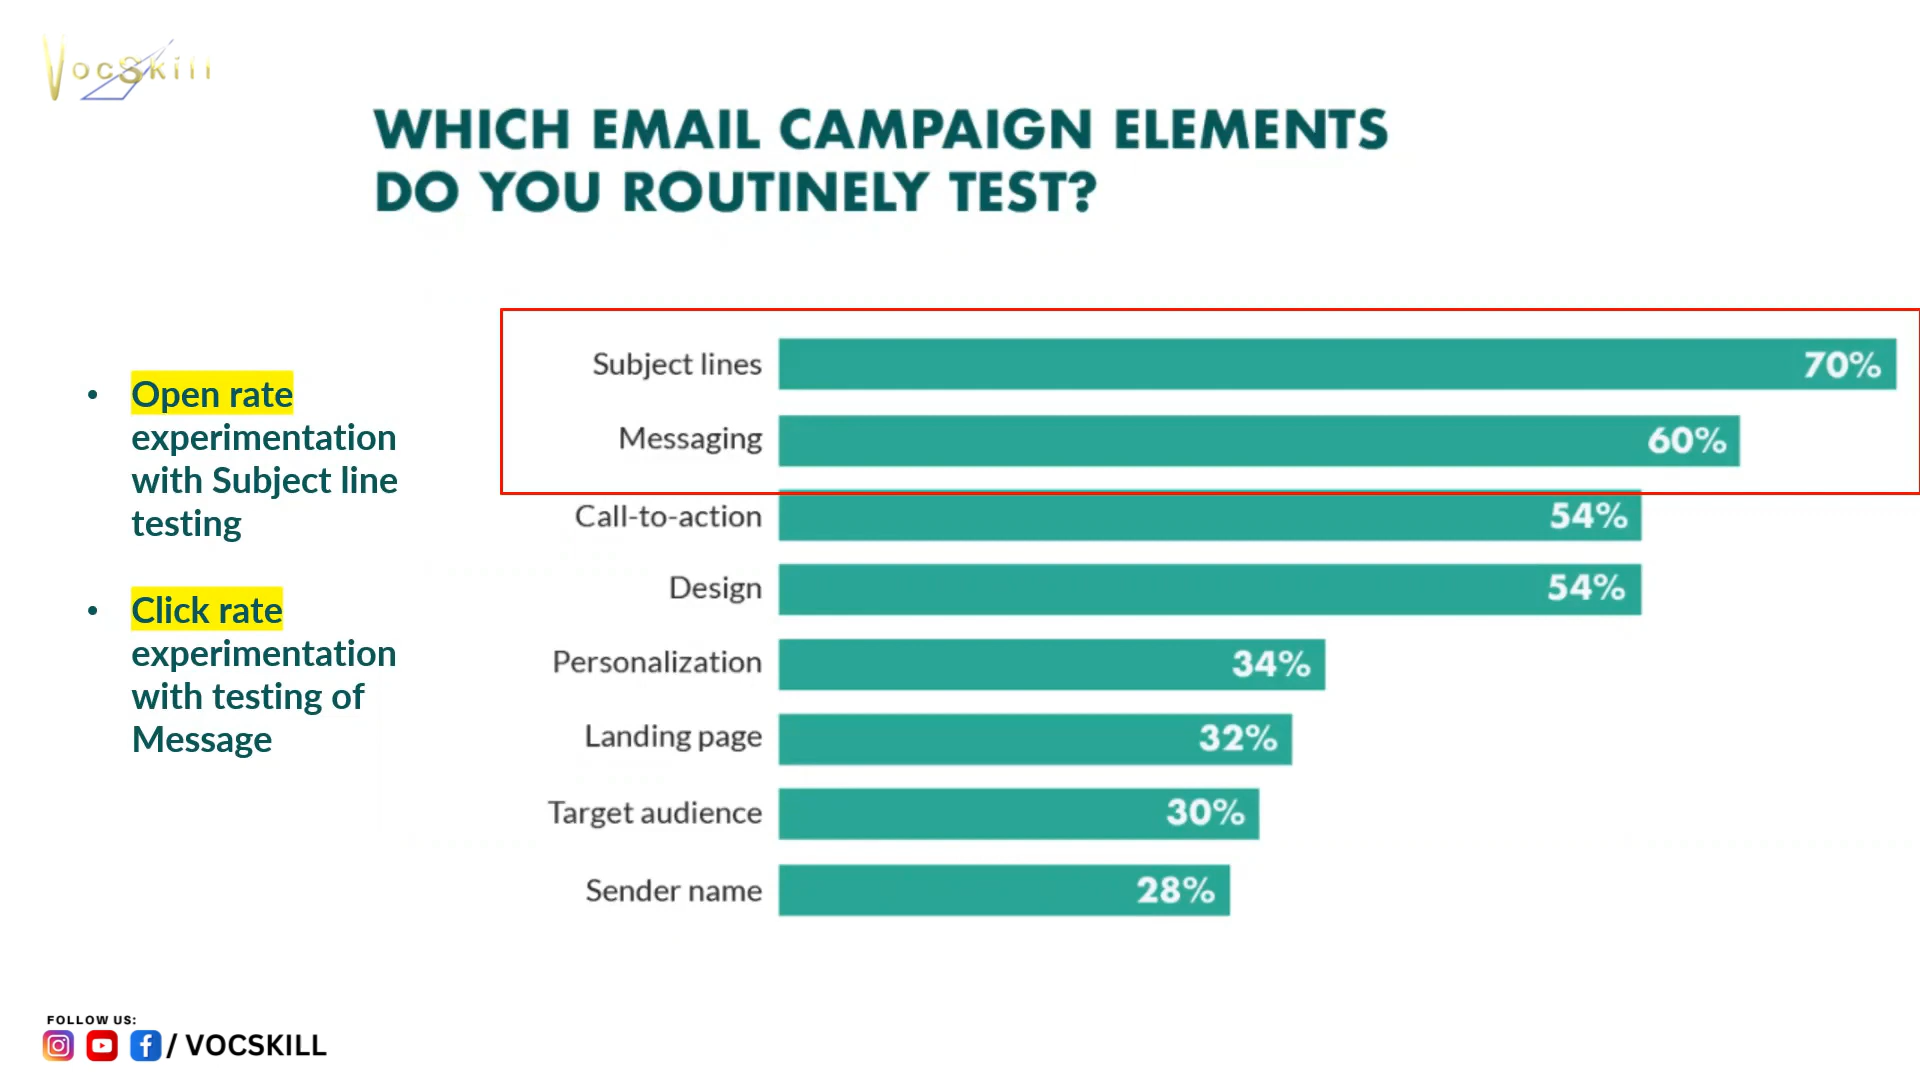 VocSkill
WHICH EMAIL CAMPAIGN ELEMENTS
DO YOU ROUTINELY TEST?
• Open rate
experimentation
with Subject line
testing
• Click rate
experimentation
with testing of
Message
Subject lines 70%
Messaging 60%
Call-to-action 54%
Design 54%
Personalization 34%
Landing page 32%
Target audience 30%
Sender name 28%
FOLLOW US:
/ VOCSKILL